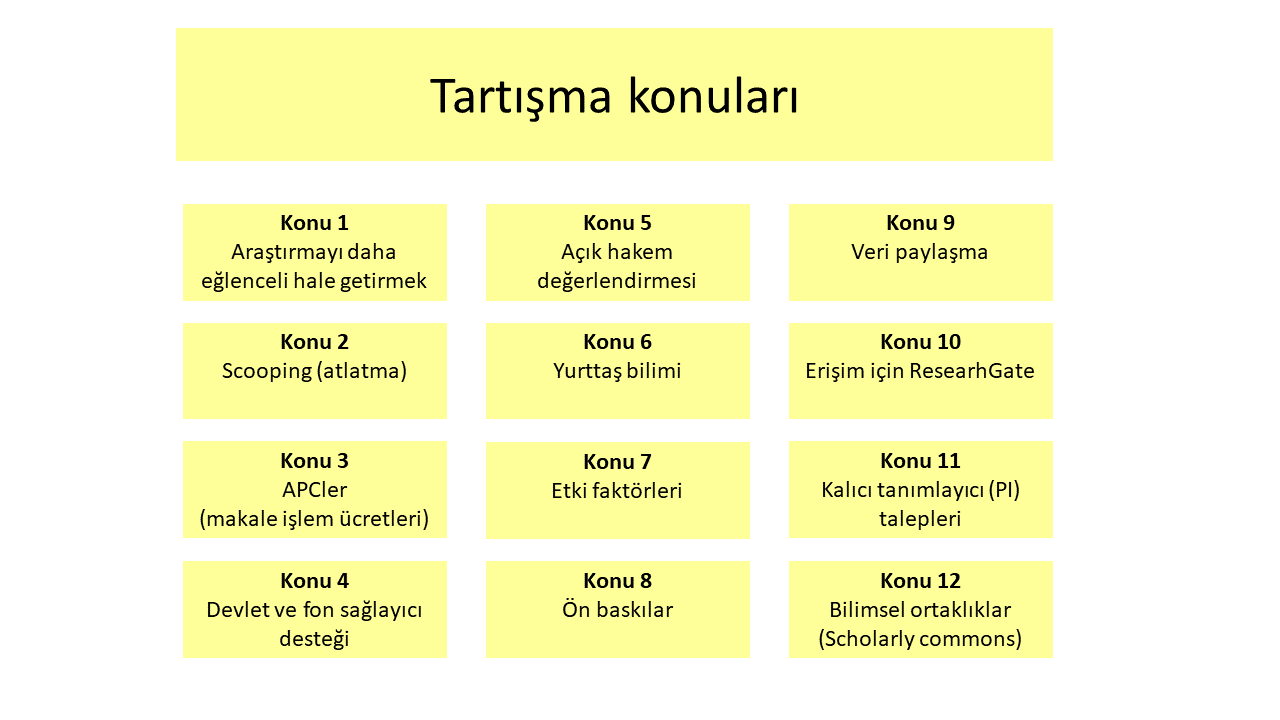 Tartışma konuları
Konu 1
Araştırmayı daha
eğlenceli hale getirmek
Konu 2
Scooping (atlatma)
Konu 3
APCler
(makale işlem ücretleri)
Konu 4
Devlet ve fon sağlayıcı
desteği
Konu 5
Açık hakem
değerlendirmesi
Konu 6
Yurttaş bilimi
Konu 7
Etki faktörleri
Konu 8
Ön baskılar
Konu 9
Veri paylaşma
Konu 10
Erişim için ResearhGate
Konu 11
Kalıcı tanımlayıcı (PI)
talepleri
Konu 12
Bilimsel ortaklıklar
(Scholarly commons)